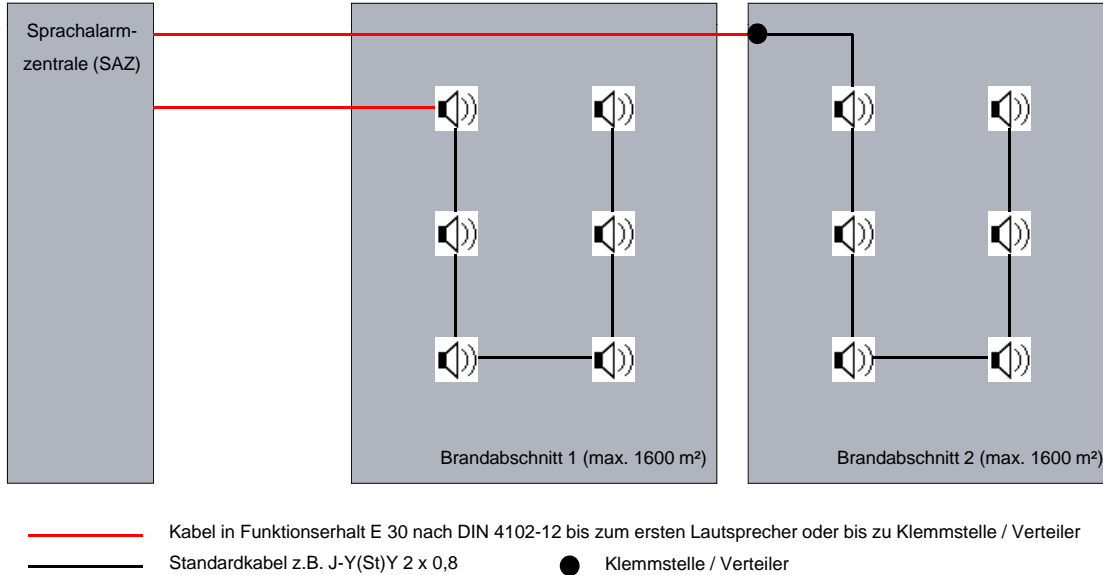 Sprachalarm-
zentrale (SAZ)
Brandabschnitt 1 (max. 1600 m²)
Brandabschnitt 2 (max. 1600 m²)
Kabel in Funktionserhalt E 30 nach DIN 4102-12 bis zum ersten Lautsprecher oder bis zu Klemmstelle / Verteiler
Standardkabel z.B. J-Y(St)Y 2 x 0,8
Klemmstelle / Verteiler